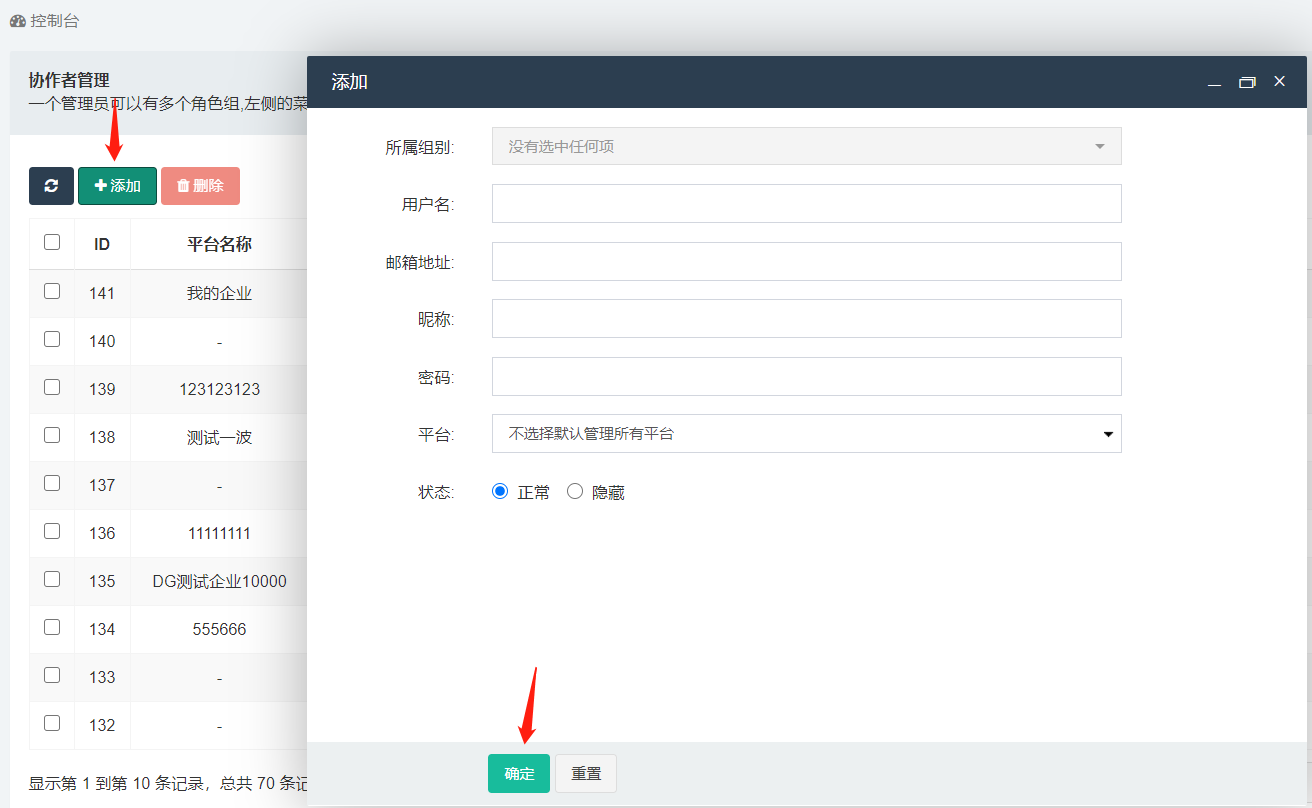 控制台
协作者管理
一个管理员可以有多个角色组,左侧的菜
添加 删除
ID 平台名称
141 我的企业
140 -
139 123123123
138 测试一波
137 -
136 11111111
135 DG测试企业10000
134 555666
133 -
132 -
显示第 1 到第 10 条记录，总共 70 条记
添加
所属组别: 没有选中任何项
用户名:
邮箱地址:
昵称:
密码:
平台: 不选择默认管理所有平台
状态: 正常 隐藏
确定 重置